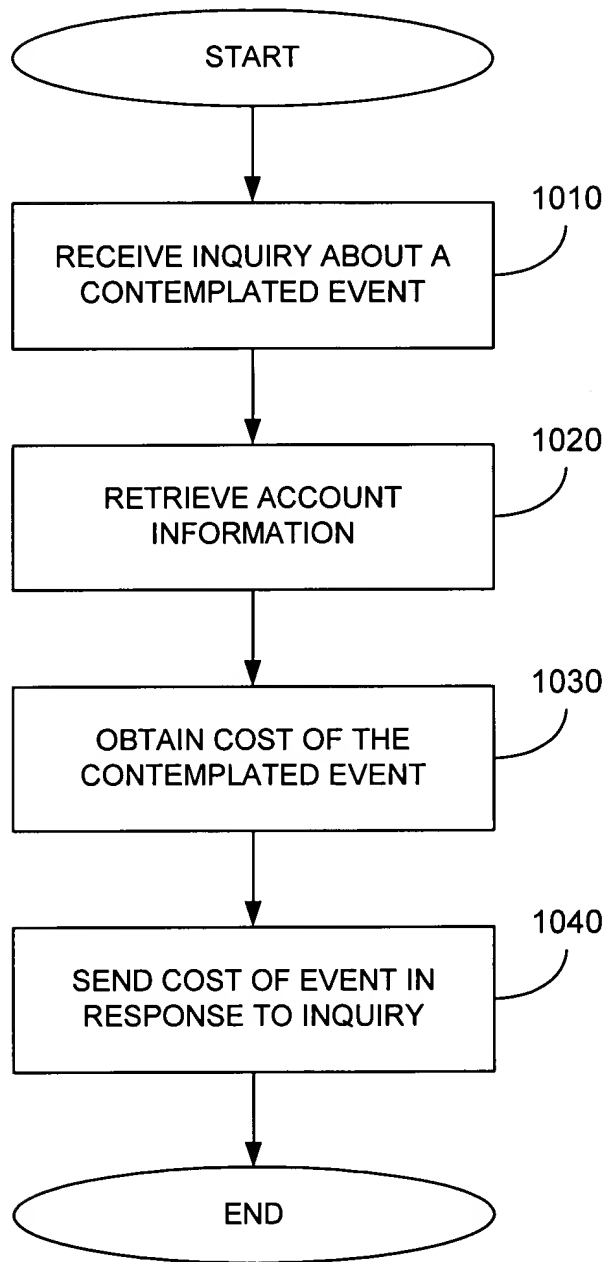 START
1010
RECEIVE INQUIRY ABOUT A
CONTEMPLATED EVENT
1020
RETRIEVE ACCOUNT
INFORMATION
1030
OBTAIN COST OF THE
CONTEMPLATED EVENT
1040
SEND COST OF EVENT IN
RESPONSE TO INQUIRY
END